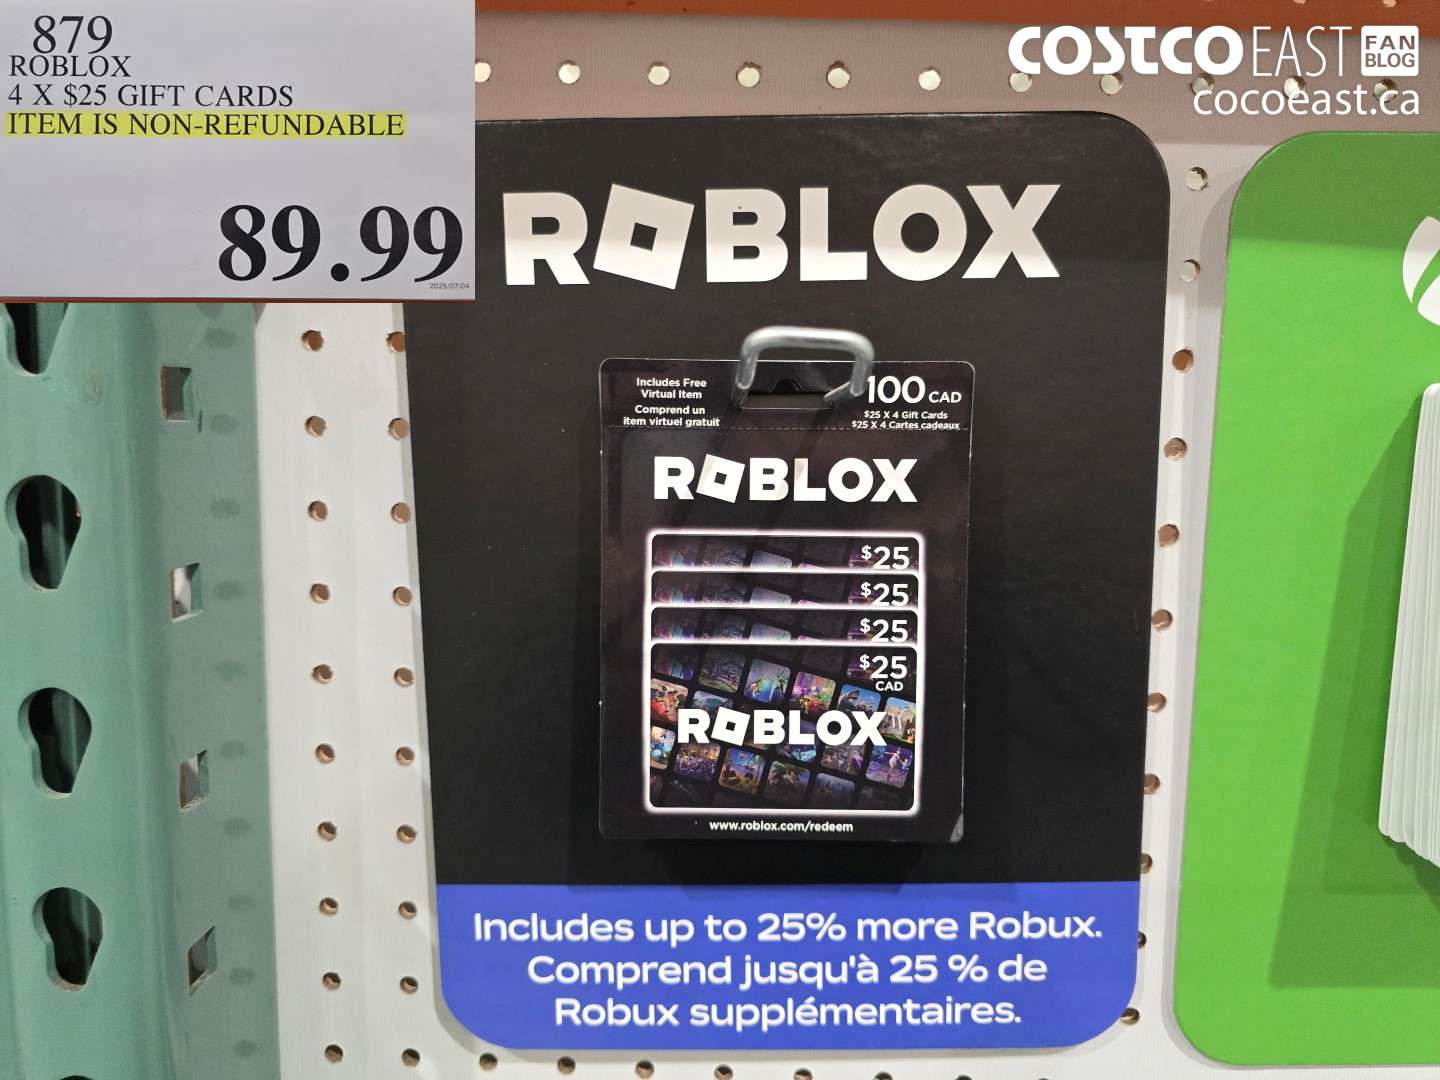 879
ROBLOX
4 X $25 GIFT CARDS
ITEM IS NON-REFUNDABLE
89.99
2025/07/04
COSTCO EAST FAN BLOG
cocoeast.ca
ROBLOX
Includes Free
Virtual Item
Comprend un
item virtuel gratuit
100 CAD
$25 X 4 Gift Cards
$25 X 4 Cartes cadeaux
ROBLOX
$25
$25
$25
$25
CAD
ROBLOX
www.roblox.com/redeem
Includes up to 25% more Robux.
Comprend jusqu'à 25 % de
Robux supplémentaires.